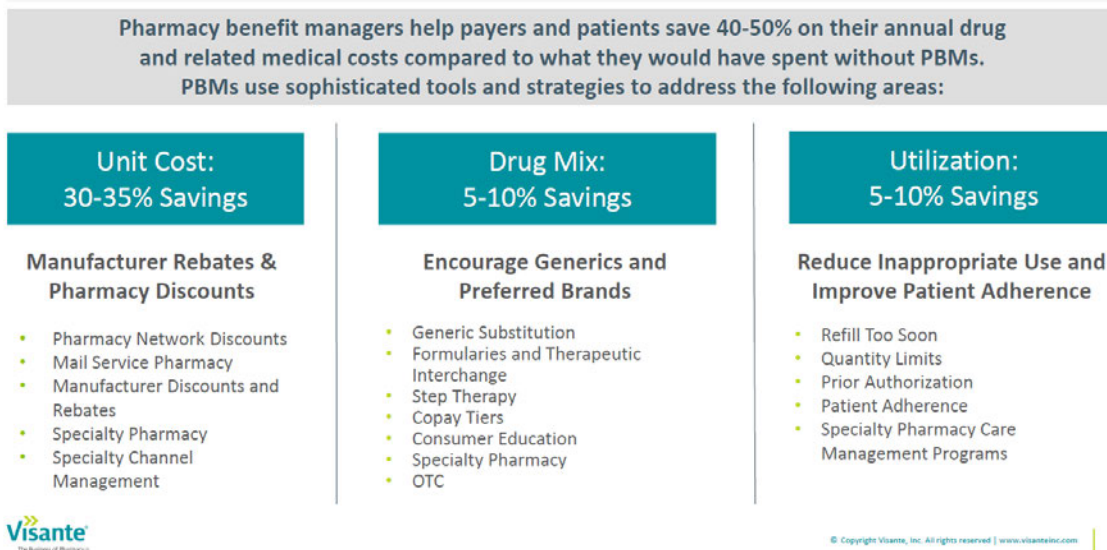 Pharmacy benefit managers help payers and patients save 40-50% on their annual drug
and related medical costs compared to what they would have spent without PBMs.
PBMs use sophisticated tools and strategies to address the following areas:
Unit Cost:
30-35% Savings
Manufacturer Rebates &
Pharmacy Discounts
• Pharmacy Network Discounts
• Mail Service Pharmacy
• Manufacturer Discounts and
Rebates
• Specialty Pharmacy
• Specialty Channel
Management
Drug Mix:
5-10% Savings
Encourage Generics and
Preferred Brands
• Generic Substitution
• Formularies and Therapeutic
Interchange
• Step Therapy
• Copay Tiers
• Consumer Education
• Specialty Pharmacy
• OTC
Utilization:
5-10% Savings
Reduce Inappropriate Use and
Improve Patient Adherence
• Refill Too Soon
• Quantity Limits
• Prior Authorization
• Patient Adherence
• Specialty Pharmacy Care
Management Programs
Visante
© Copyright Visante, Inc. All rights reserved | www.visanteinc.com